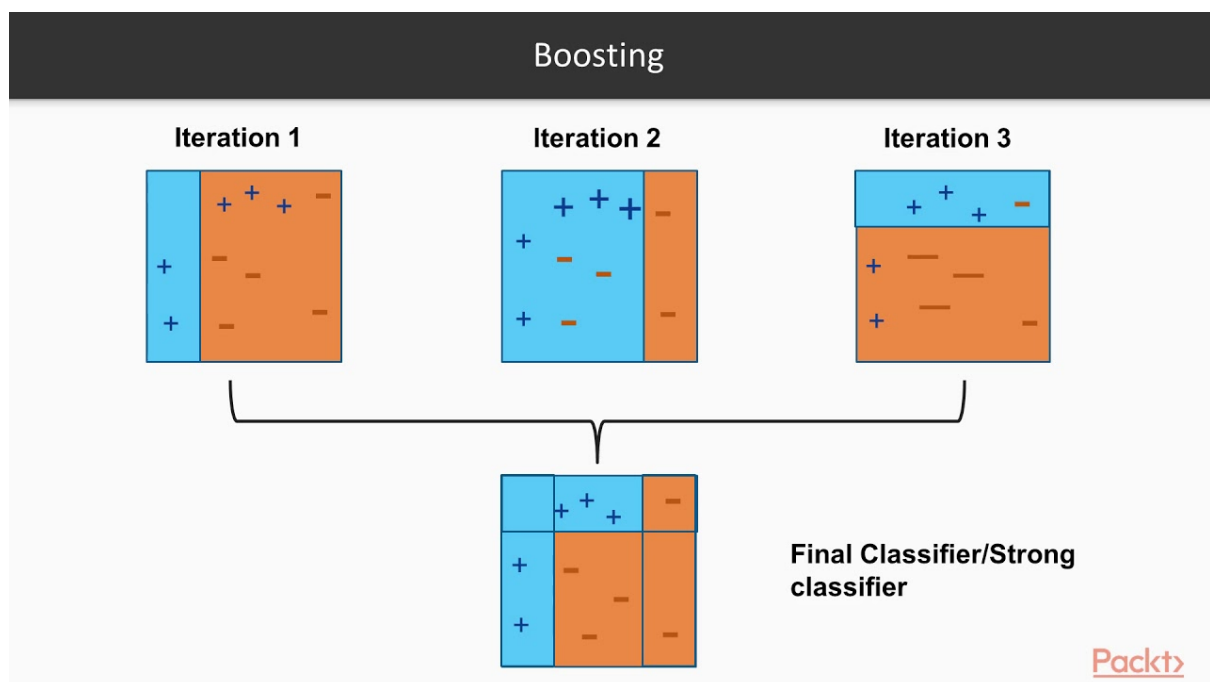 Boosting
Iteration 1
Iteration 2
Iteration 3
Final Classifier/Strong
classifier
Packt>